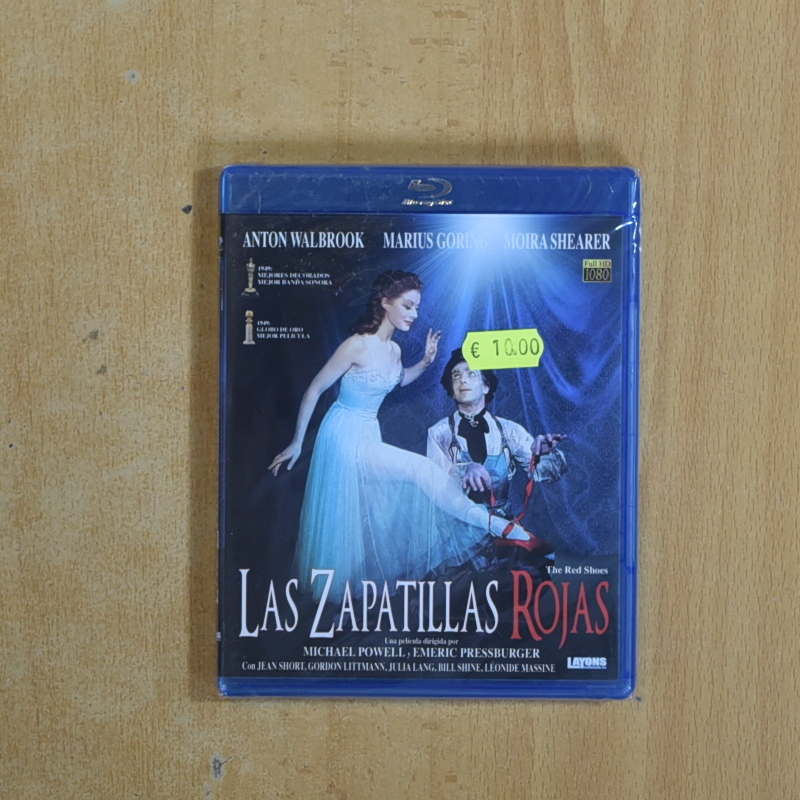 Blu-ray Disc
ANTON WALBROOK MARIUS GORING MOIRA SHEARER
1949:
MEJORES DECORADOS
MEJOR BANDA SONORA
Full HD
1080
1949:
GLOBO DE ORO
MEJOR PELICULA
€ 10.00
The Red Shoes
LAS ZAPATILLAS ROJAS
Una película dirigida por
MICHAEL POWELL y EMERIC PRESSBURGER
Con JEAN SHORT, GORDON LITTMANN, JULIA LANG, BILL SHINE, LÉONIDE MASSINE
LAYONS